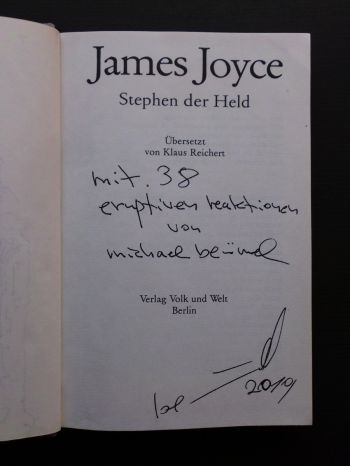 James Joyce
Stephen der Held
Übersetzt
von Klaus Reichert
mit 38
eruptiven reaktionen
von
michael beümel
Verlag Volk und Welt
Berlin
2019